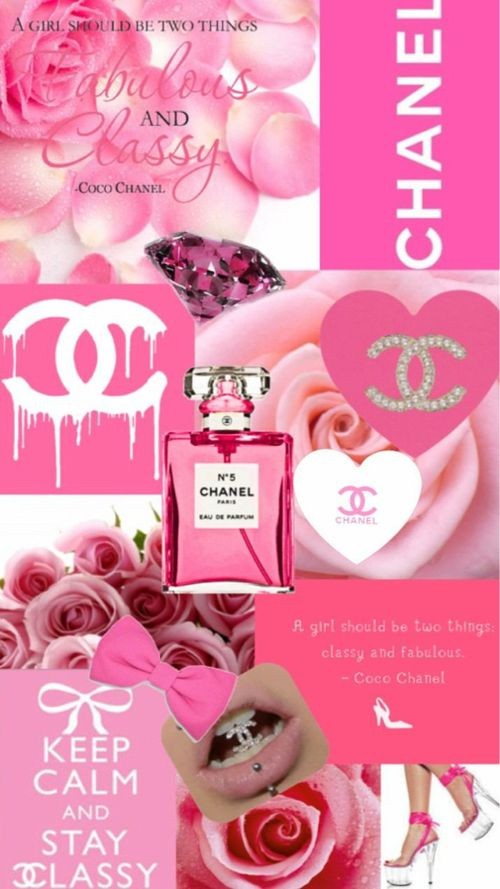 A GIRL SHOULD BE TWO THINGS
Fabulous
AND
Classy
-COCO CHANEL
CHANEL
N°5
CHANEL
PARIS
EAU DE PARFUM
CHANEL
A girl should be two things:
classy and fabulous.
- Coco Chanel
KEEP
CALM
AND
STAY
CLASSY